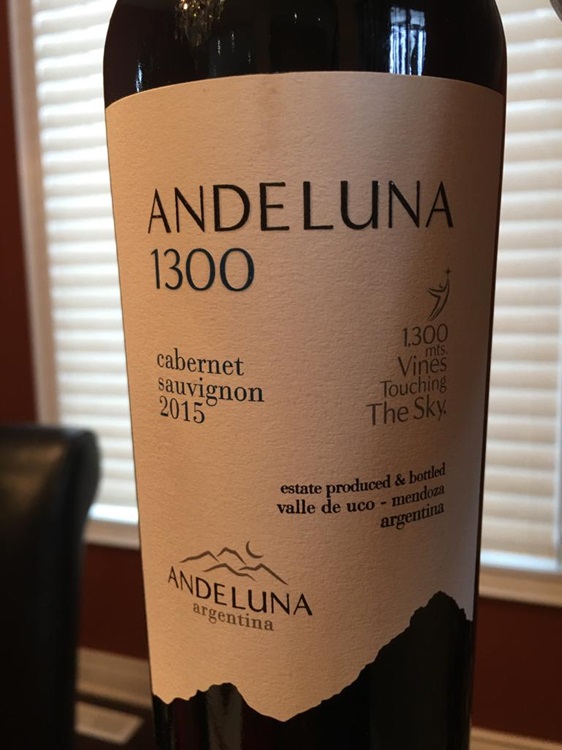 ANDELUNA
1300
cabernet
sauvignon
2015
1.300
mts.
Vines
Touching
The Sky.
estate produced & bottled
valle de uco - mendoza
argentina
ANDELUNA
argentina